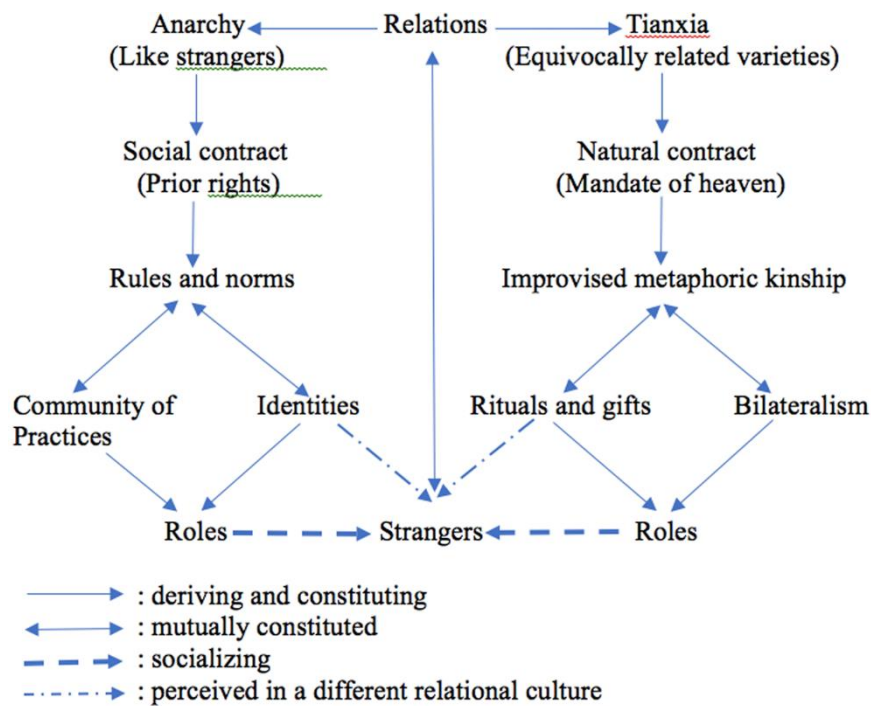 Anarchy Relations Tianxia
(Like strangers) (Equivocally related varieties)
Social contract Natural contract
(Prior rights) (Mandate of heaven)
Rules and norms Improvised metaphoric kinship
Community of Identities Rituals and gifts Bilateralism
Practices
Roles Strangers Roles
: deriving and constituting
: mutually constituted
: socializing
: perceived in a different relational culture